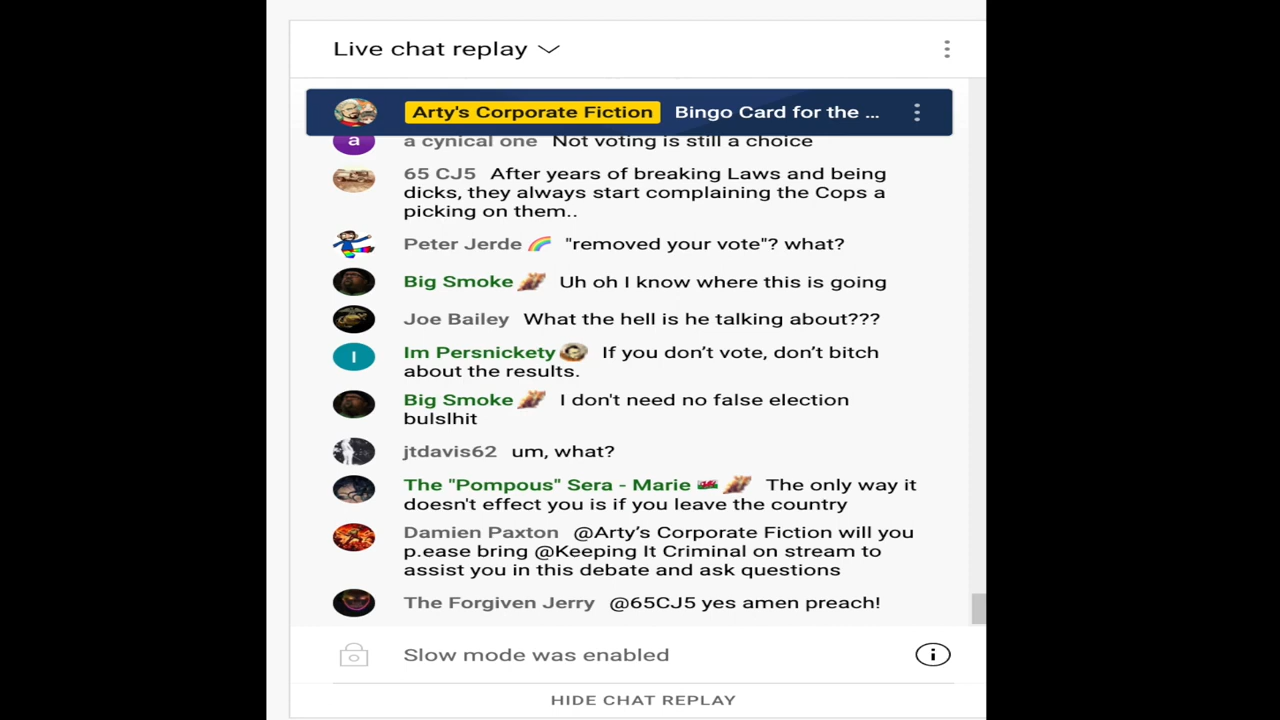 Live chat replay
Arty's Corporate Fiction Bingo Card for the ...
a
a cynical one Not voting is still a choice
65 CJ5 After years of breaking Laws and being
dicks, they always start complaining the Cops a
picking on them..
Peter Jerde 🌈 "removed your vote"? what?
Big Smoke Uh oh I know where this is going
Joe Bailey What the hell is he talking about???
I
Im Persnickety If you don’t vote, don’t bitch
about the results.
Big Smoke I don't need no false election
bulslhit
jtdavis62 um, what?
The "Pompous" Sera - Marie 🏴󠁧󠁢󠁷󠁬󠁳󠁿 The only way it
doesn't effect you is if you leave the country
Damien Paxton @Arty’s Corporate Fiction will you
p.ease bring @Keeping It Criminal on stream to
assist you in this debate and ask questions
The Forgiven Jerry @65CJ5 yes amen preach!
Slow mode was enabled
HIDE CHAT REPLAY